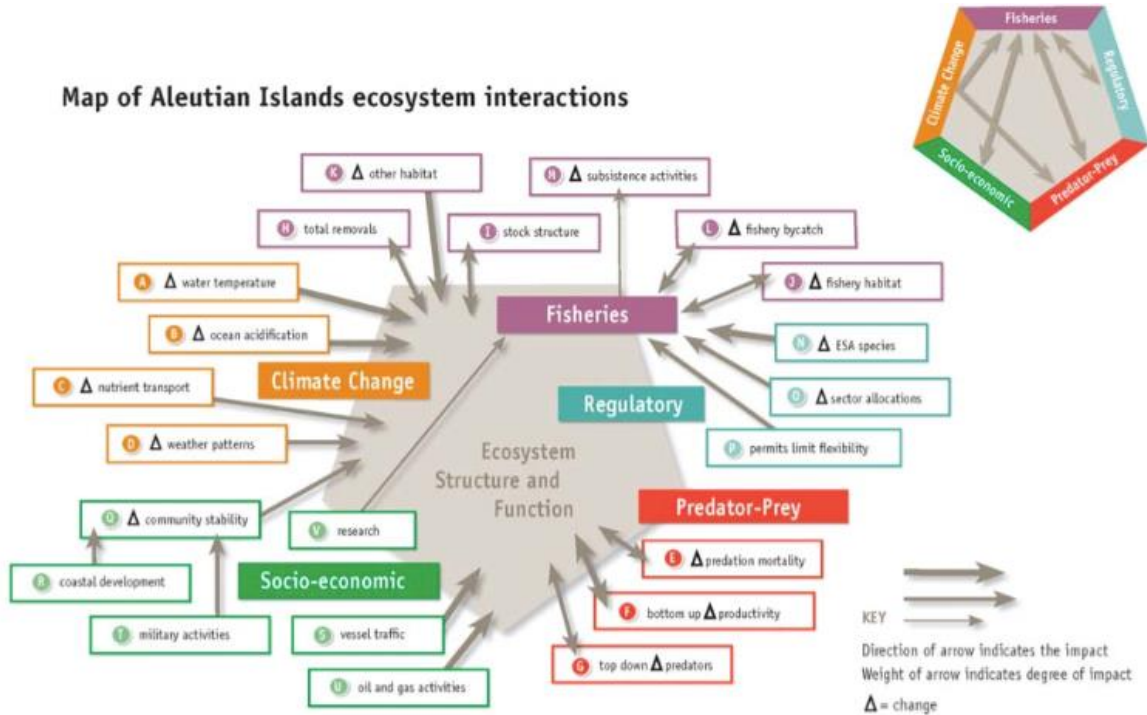 Map of Aleutian Islands ecosystem interactions
Fisheries
Climate Change
Regulatory
Socio-economic
Predator-Prey
K Δ other habitat
Я Δ subsistence activities
H total removals
I stock structure
L Δ fishery bycatch
A Δ water temperature
J Δ fishery habitat
B Δ ocean acidification
Fisheries
N Δ ESA species
Climate Change
C Δ nutrient transport
Regulatory
O Δ sector allocations
D Δ weather patterns
P permits limit flexibility
Ecosystem
Structure and
Function
Q Δ community stability
V research
Predator-Prey
E Δ predation mortality
R coastal development
Socio-economic
F bottom up Δ productivity
T military activities
S vessel traffic
G top down Δ predators
U oil and gas activities
KEY
Direction of arrow indicates the impact
Weight of arrow indicates degree of impact
Δ = change